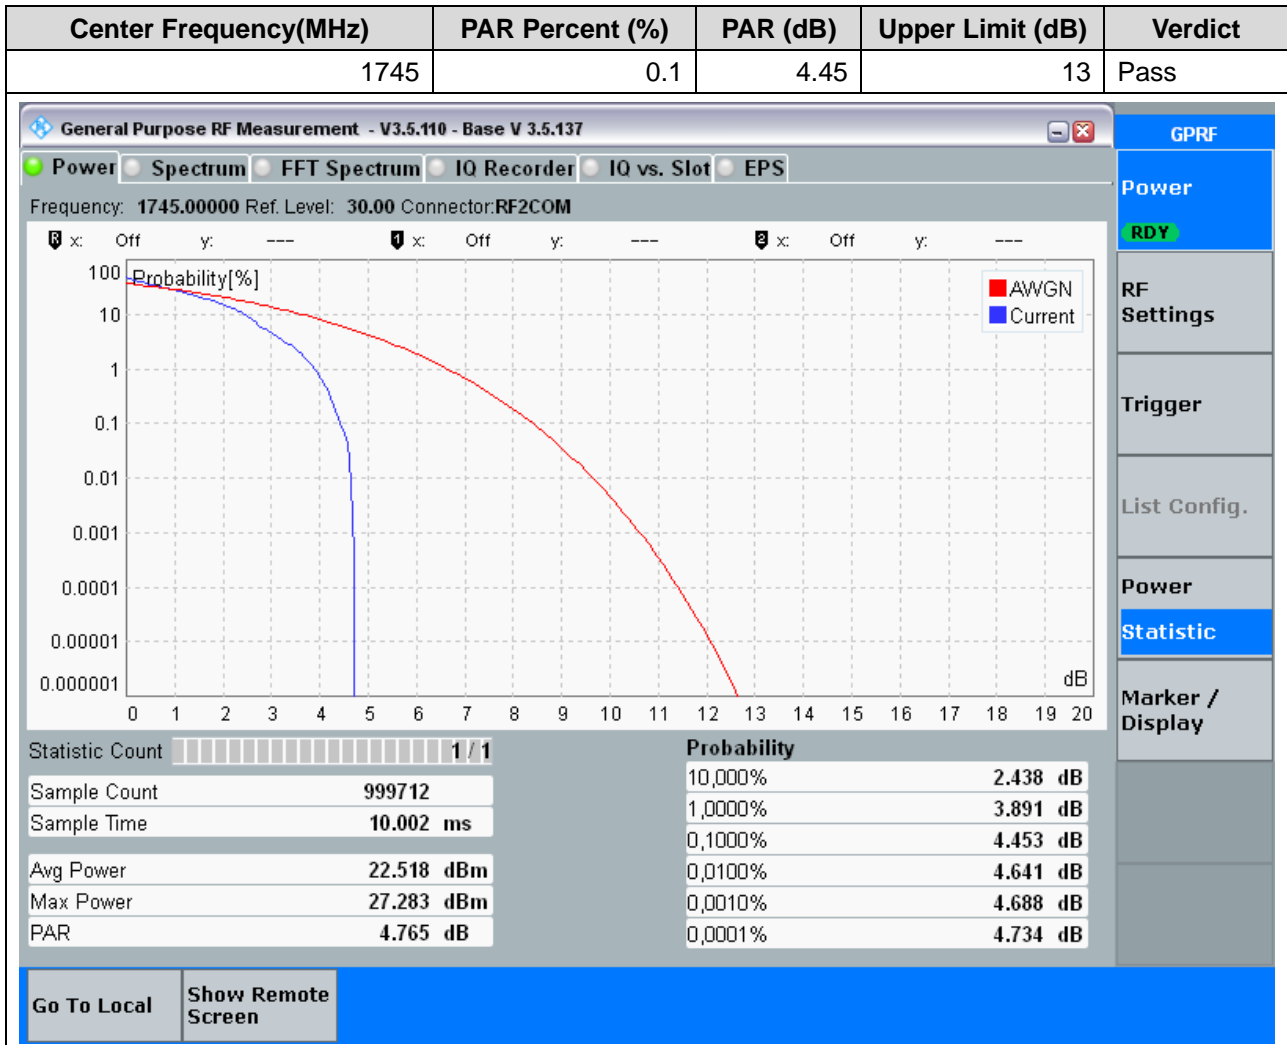 Center Frequency(MHz) PAR Percent (%) PAR (dB) Upper Limit (dB) Verdict
1745 0.1 4.45 13 Pass
General Purpose RF Measurement - V3.5.110 - Base V 3.5.137
GPRF
Power Spectrum FFT Spectrum IQ Recorder IQ vs. Slot EPS
Power
RDY
Frequency: 1745.00000 Ref. Level: 30.00 Connector:RF2COM
R x: Off y: --- 1 x: Off y: --- 2 x: Off y: ---
Probability[%]
100
10
1
0.1
0.01
0.001
0.0001
0.00001
0.000001
AWGN
Current
dB
0 1 2 3 4 5 6 7 8 9 10 11 12 13 14 15 16 17 18 19 20
RF
Settings
Trigger
List Config.
Power
Statistic
Marker /
Display
Statistic Count 1 / 1
Sample Count 999712
Sample Time 10.002 ms
Avg Power 22.518 dBm
Max Power 27.283 dBm
PAR 4.765 dB
Probability
10,000% 2.438 dB
1,0000% 3.891 dB
0,1000% 4.453 dB
0,0100% 4.641 dB
0,0010% 4.688 dB
0,0001% 4.734 dB
Go To Local
Show Remote
Screen